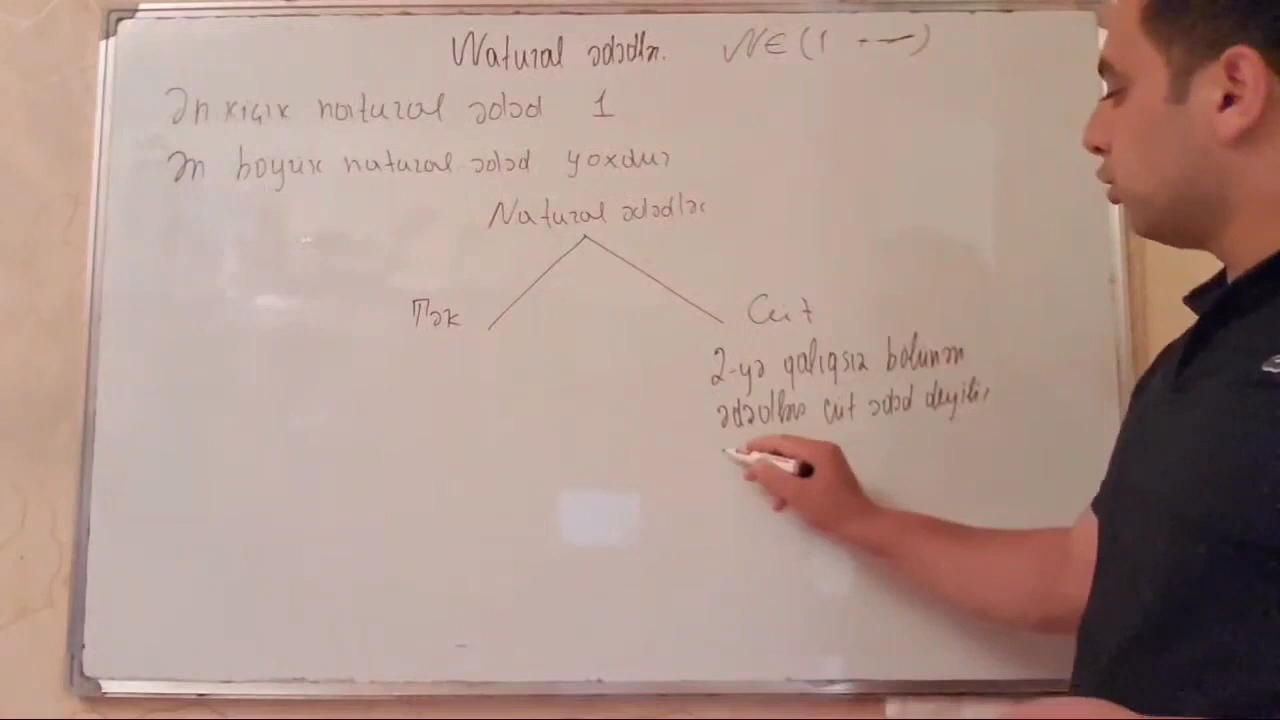 Natural ədədlər. N∈(1 ·—)
Ən kiçik natural ədəd 1
Ən böyük natural ədəd yoxdur
Natural ədədlər
Tək Cüt
2-yə qalıqsız bölünən
ədədlərə cüt ədəd deyilir